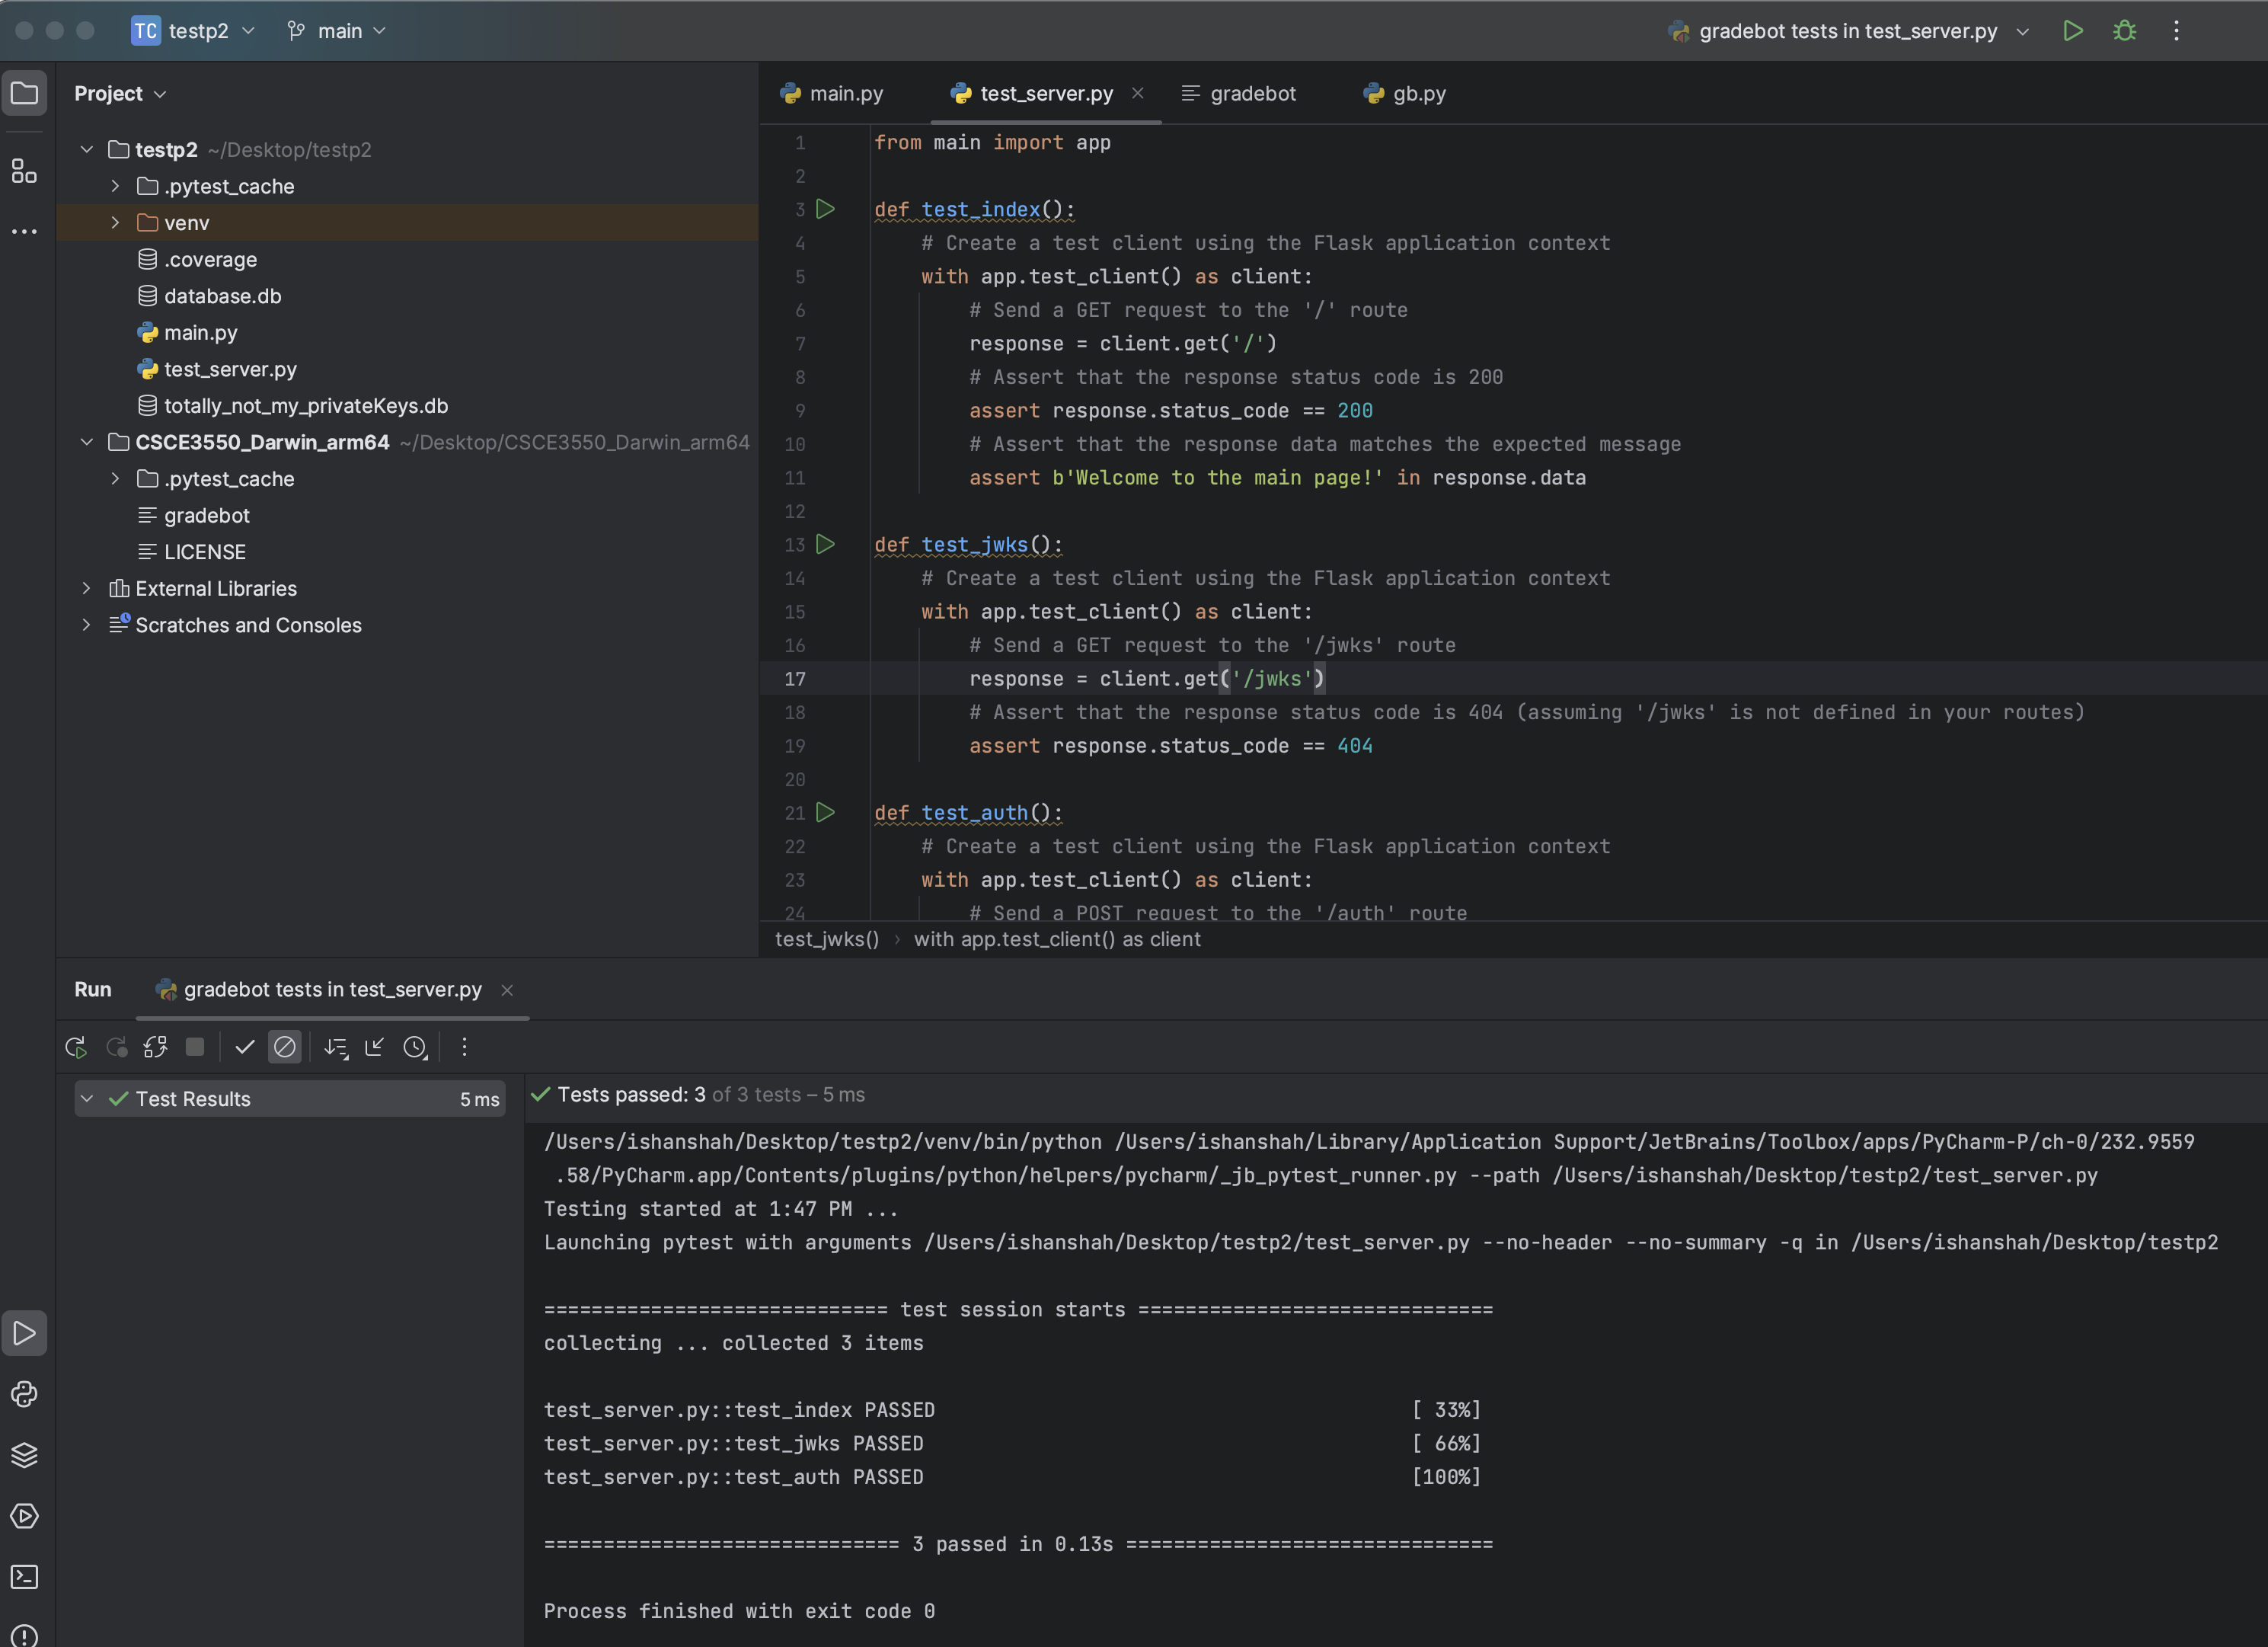 TC testp2 main gradebot tests in test_server.py
Project
testp2 ~/Desktop/testp2
.pytest_cache
venv
.coverage
database.db
main.py
test_server.py
totally_not_my_privateKeys.db
CSCE3550_Darwin_arm64 ~/Desktop/CSCE3550_Darwin_arm64
.pytest_cache
gradebot
LICENSE
External Libraries
Scratches and Consoles
main.py test_server.py gradebot gb.py
1 from main import app
2
3 def test_index():
4 # Create a test client using the Flask application context
5 with app.test_client() as client:
6 # Send a GET request to the '/' route
7 response = client.get('/')
8 # Assert that the response status code is 200
9 assert response.status_code == 200
10 # Assert that the response data matches the expected message
11 assert b'Welcome to the main page!' in response.data
12
13 def test_jwks():
14 # Create a test client using the Flask application context
15 with app.test_client() as client:
16 # Send a GET request to the '/jwks' route
17 response = client.get('/jwks')
18 # Assert that the response status code is 404 (assuming '/jwks' is not defined in your routes)
19 assert response.status_code == 404
20
21 def test_auth():
22 # Create a test client using the Flask application context
23 with app.test_client() as client:
24 # Send a POST request to the '/auth' route
test_jwks() › with app.test_client() as client
Run gradebot tests in test_server.py
Test Results 5 ms
Tests passed: 3 of 3 tests – 5 ms
/Users/ishanshah/Desktop/testp2/venv/bin/python /Users/ishanshah/Library/Application Support/JetBrains/Toolbox/apps/PyCharm-P/ch-0/232.9559
.58/PyCharm.app/Contents/plugins/python/helpers/pycharm/_jb_pytest_runner.py --path /Users/ishanshah/Desktop/testp2/test_server.py
Testing started at 1:47 PM ...
Launching pytest with arguments /Users/ishanshah/Desktop/testp2/test_server.py --no-header --no-summary -q in /Users/ishanshah/Desktop/testp2
============================= test session starts ==============================
collecting ... collected 3 items
test_server.py::test_index PASSED [ 33%]
test_server.py::test_jwks PASSED [ 66%]
test_server.py::test_auth PASSED [100%]
============================== 3 passed in 0.13s ===============================
Process finished with exit code 0